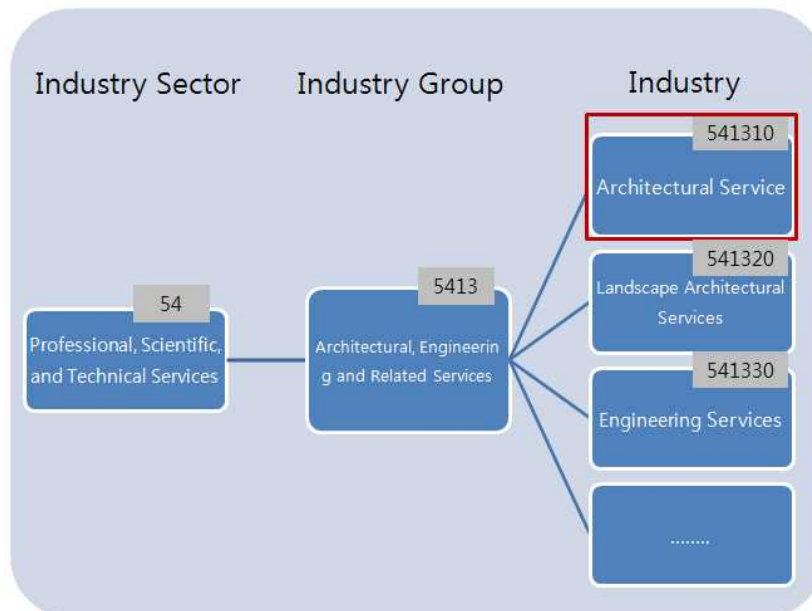 Industry Sector
Industry Group
Industry
54
Professional, Scientific,
and Technical Services
5413
Architectural, Engineerin
g and Related Services
541310
Architectural Service
541320
Landscape Architectural
Services
541330
Engineering Services
........